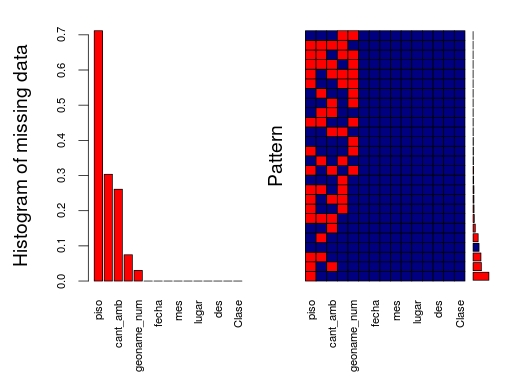 Histogram of missing data
0.0
0.1
0.2
0.3
0.4
0.5
0.6
0.7
piso
cant_amb
geoname_num
fecha
mes
lugar
des
Clase
Pattern
piso
cant_amb
geoname_num
fecha
mes
lugar
des
Clase